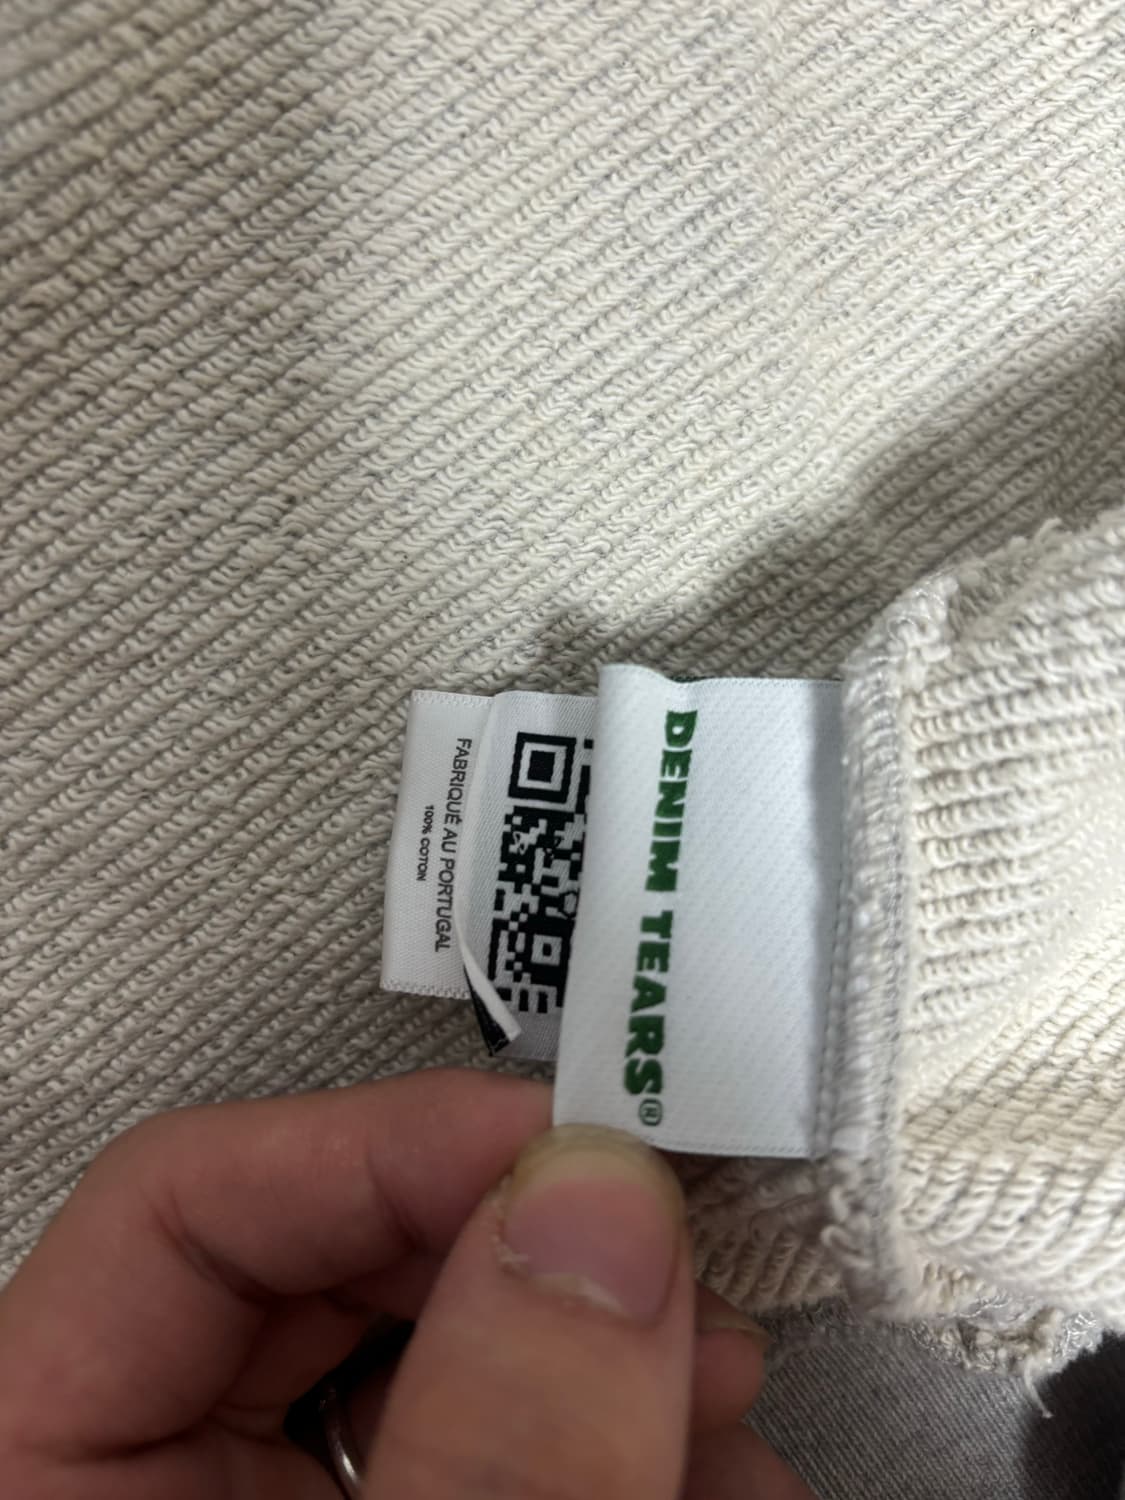 FABRIQUÉ AU PORTUGAL
100% COTON
DENIM TEARS®